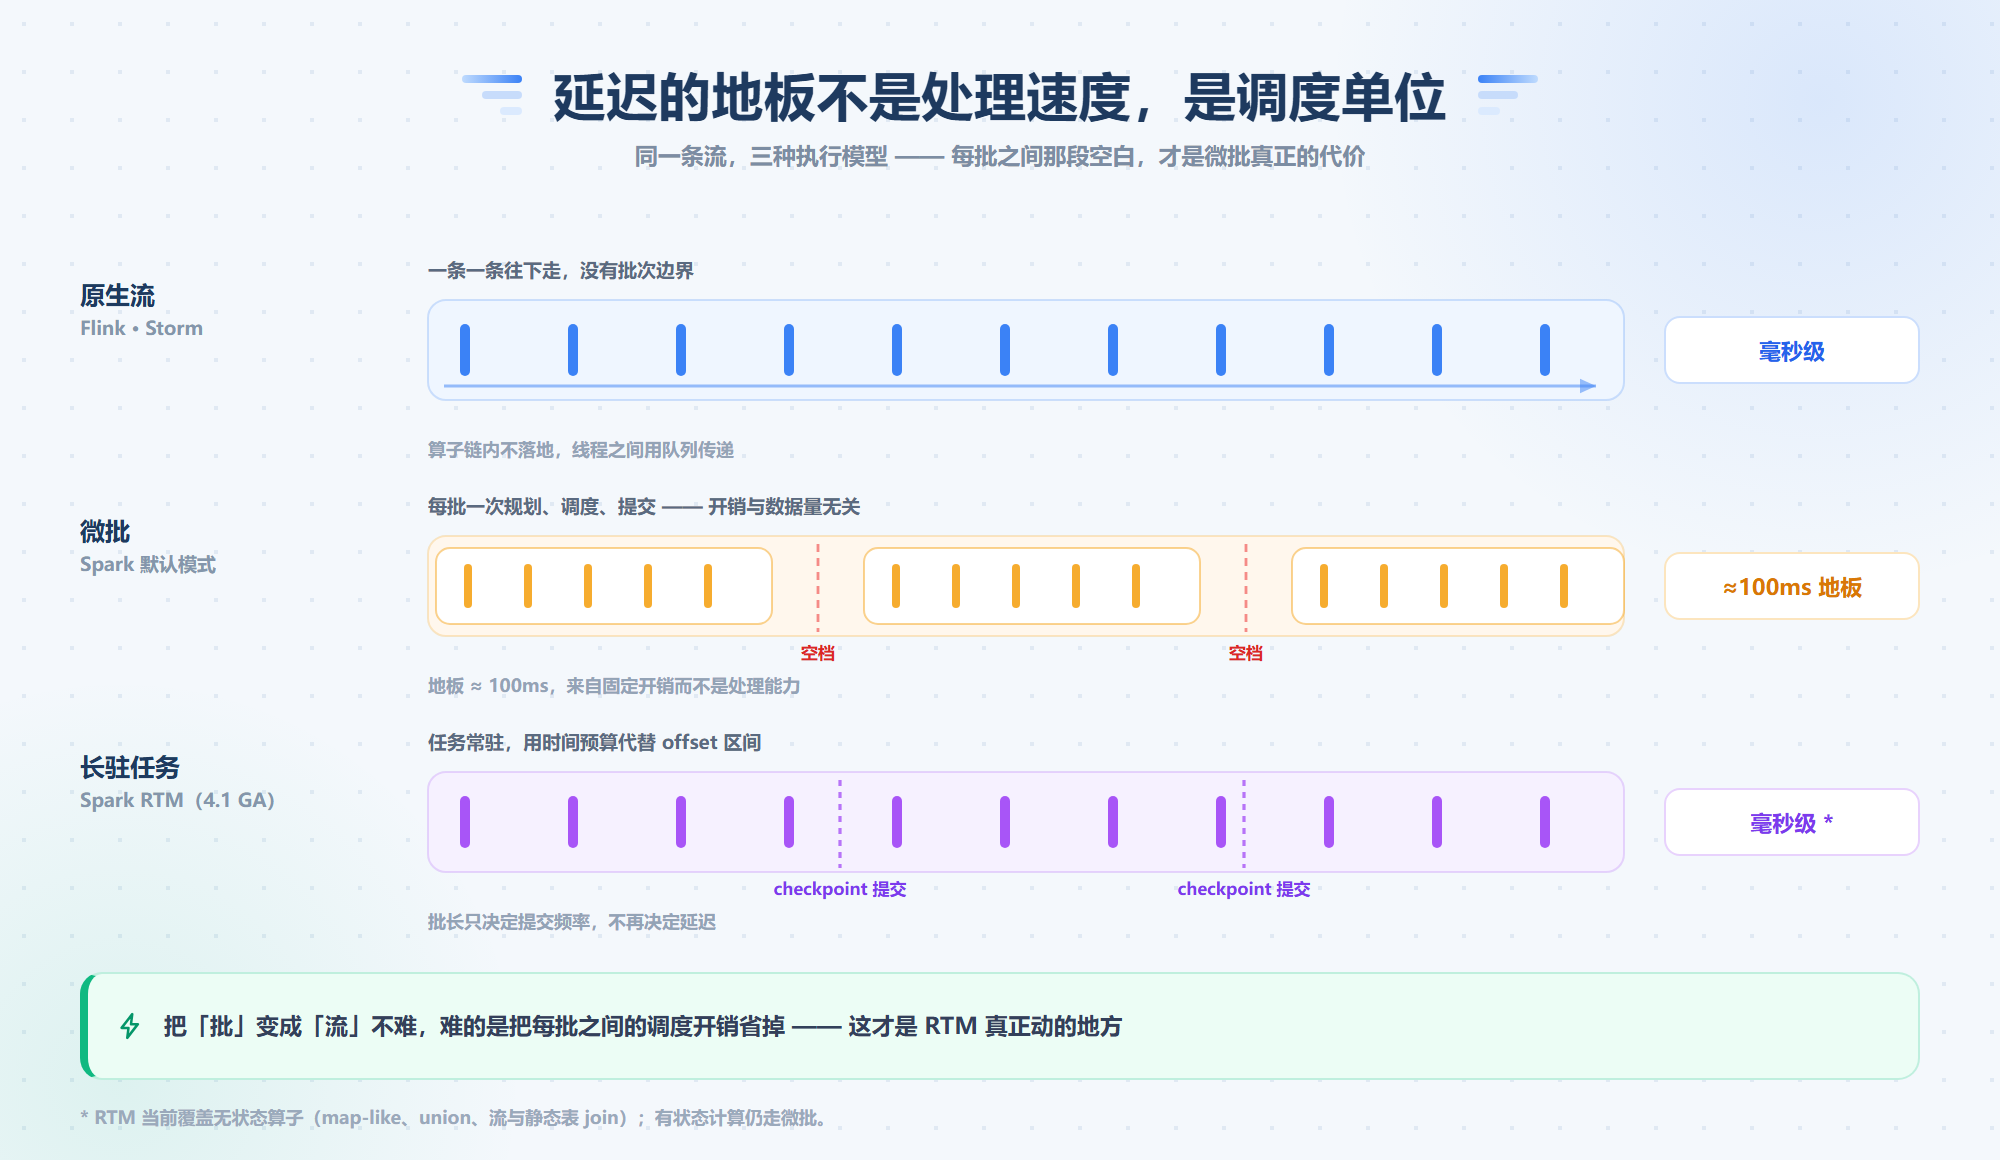 延迟的地板不是处理速度，是调度单位
同一条流，三种执行模型 —— 每批之间那段空白，才是微批真正的代价
原生流
Flink • Storm
一条一条往下走，没有批次边界
毫秒级
算子链内不落地，线程之间用队列传递
微批
Spark 默认模式
每批一次规划、调度、提交 —— 开销与数据量无关
≈100ms 地板
空档
空档
地板 ≈ 100ms，来自固定开销而不是处理能力
长驻任务
Spark RTM（4.1 GA）
任务常驻，用时间预算代替 offset 区间
毫秒级 *
checkpoint 提交
checkpoint 提交
批长只决定提交频率，不再决定延迟
把「批」变成「流」不难，难的是把每批之间的调度开销省掉 —— 这才是 RTM 真正动的地方
* RTM 当前覆盖无状态算子（map-like、union、流与静态表 join）；有状态计算仍走微批。